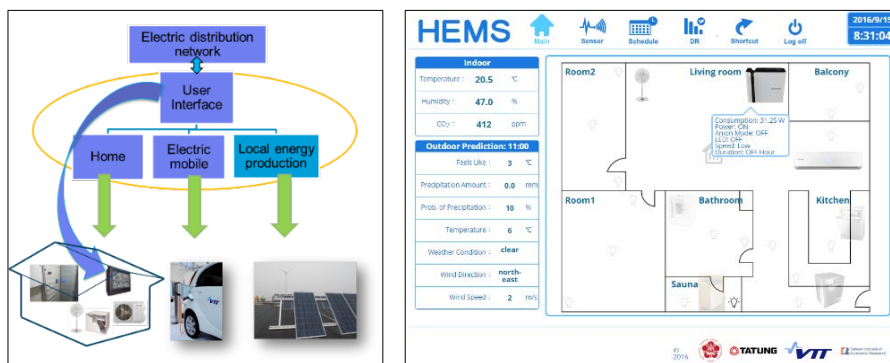 Electric distribution
network
User
Interface
Home
Electric
mobile
Local energy
production
VTT
HEMS
Main
Sensor
Schedule
DR
Shortcut
Log off
2016/9/15
8:31:04
Indoor
Temperature : 20.5 ℃
Humidity : 47.0 %
CO2 : 412 ppm
Outdoor Prediction: 11:00
Feels Like : 3 ℃
Precipitation Amount : 0.0 mm
Prob. of Precipitation : 10 %
Temperature : 6 ℃
Weather Condition : clear
Wind Direction : north-
east
Wind Speed : 2 m/s
Room2
Living room
Balcony
Consumption: 31.25 W
Power: ON
Anion Mode: OFF
LED: OFF
Speed: Low
Duration: OFF Hour
Room1
Bathroom
Kitchen
Sauna
©
2016
TATUNG
VTT